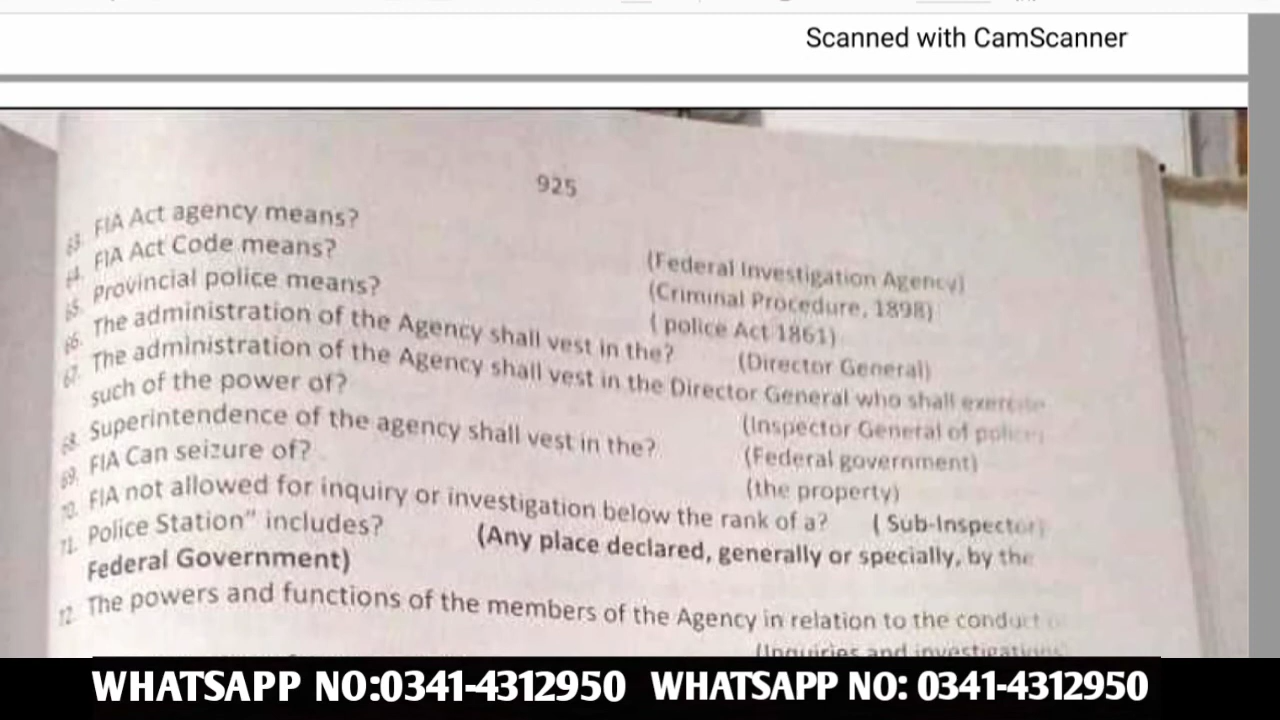 Scanned with CamScanner
925
63. FIA Act agency means? (Federal Investigation Agency)
64. FIA Act Code means? (Criminal Procedure, 1898)
65. Provincial police means? ( police Act 1861)
66. The administration of the Agency shall vest in the? (Director General)
67. The administration of the Agency shall vest in the Director General who shall exercise
such of the power of? (Inspector General of police)
68. Superintendence of the agency shall vest in the? (Federal government)
69. FIA Can seizure of? (the property)
70. FIA not allowed for inquiry or investigation below the rank of a? ( Sub-Inspector)
71. Police Station" includes? (Any place declared, generally or specially, by the
Federal Government)
72. The powers and functions of the members of the Agency in relation to the conduct
(Inquiries and investigations)
WHATSAPP NO:0341-4312950 WHATSAPP NO: 0341-4312950